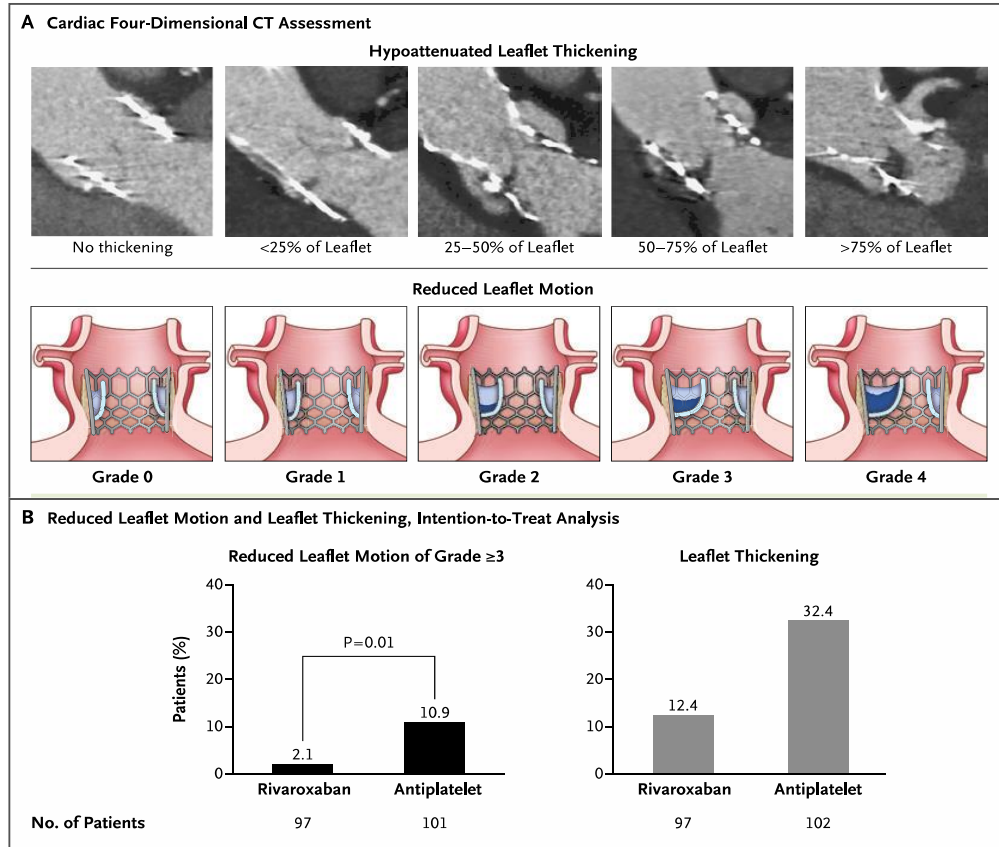 A Cardiac Four-Dimensional CT Assessment
Hypoattenuated Leaflet Thickening
No thickening
<25% of Leaflet
25–50% of Leaflet
50–75% of Leaflet
>75% of Leaflet
Reduced Leaflet Motion
Grade 0
Grade 1
Grade 2
Grade 3
Grade 4
B Reduced Leaflet Motion and Leaflet Thickening, Intention-to-Treat Analysis
Reduced Leaflet Motion of Grade ≥3
Patients (%)
40
30
20
10
0
P=0.01
2.1
10.9
Rivaroxaban
Antiplatelet
Leaflet Thickening
40
30
20
10
0
12.4
32.4
Rivaroxaban
Antiplatelet
No. of Patients
97
101
97
102